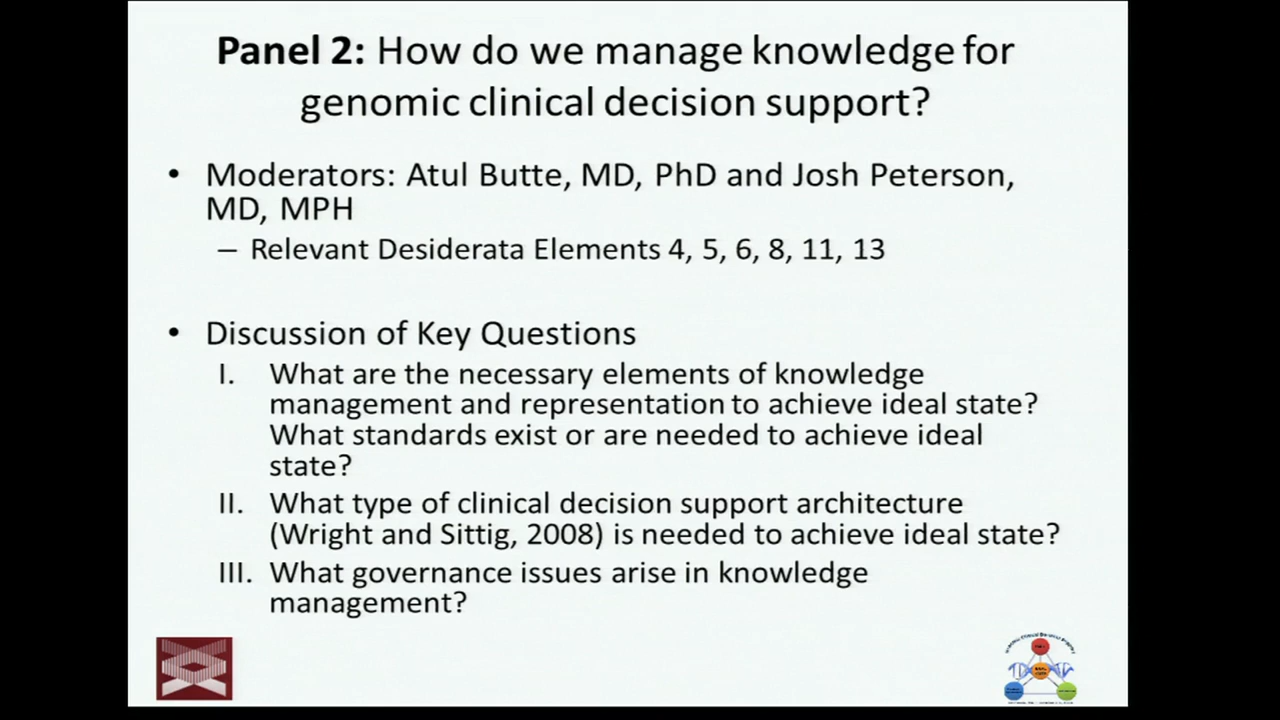 Panel 2: How do we manage knowledge for
genomic clinical decision support?
• Moderators: Atul Butte, MD, PhD and Josh Peterson,
MD, MPH
– Relevant Desiderata Elements 4, 5, 6, 8, 11, 13
• Discussion of Key Questions
I. What are the necessary elements of knowledge
management and representation to achieve ideal state?
What standards exist or are needed to achieve ideal
state?
II. What type of clinical decision support architecture
(Wright and Sittig, 2008) is needed to achieve ideal state?
III. What governance issues arise in knowledge
management?